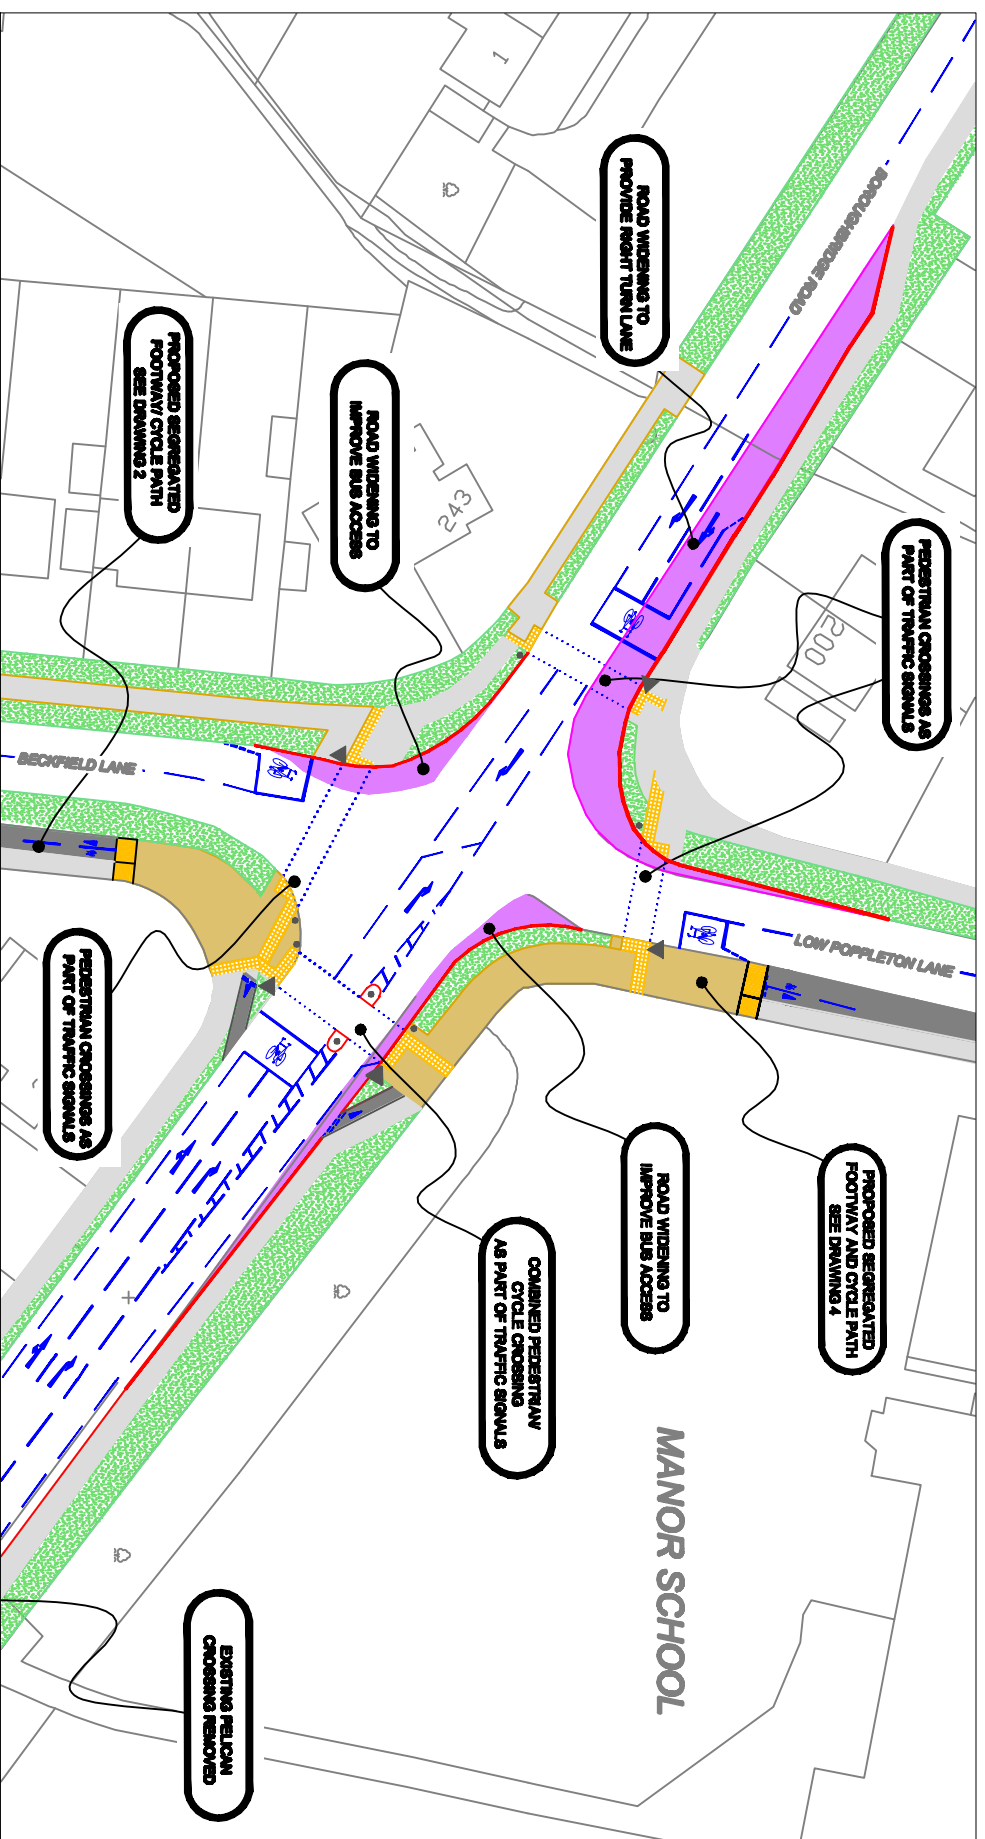 1
BOROUGHBRIDGE ROAD
ROAD WIDENING TO
PROVIDE RIGHT TURN LANE
PROPOSED SEGREGATED
FOOTWAY/ CYCLE PATH
SEE DRAWING 2
ROAD WIDENING TO
IMPROVE BUS ACCESS
243
PEDESTRIAN CROSSINGS AS
PART OF TRAFFIC SIGNALS
200
BECKFIELD LANE
LOW POPPLETON LANE
PEDESTRIAN CROSSINGS AS
PART OF TRAFFIC SIGNALS
ROAD WIDENING TO
IMPROVE BUS ACCESS
PROPOSED SEGREGATED
FOOTWAY AND CYCLE PATH
SEE DRAWING 4
COMBINED PEDESTRIAN/
CYCLE CROSSING
AS PART OF TRAFFIC SIGNALS
MANOR SCHOOL
EXISTING PELICAN
CROSSING REMOVED